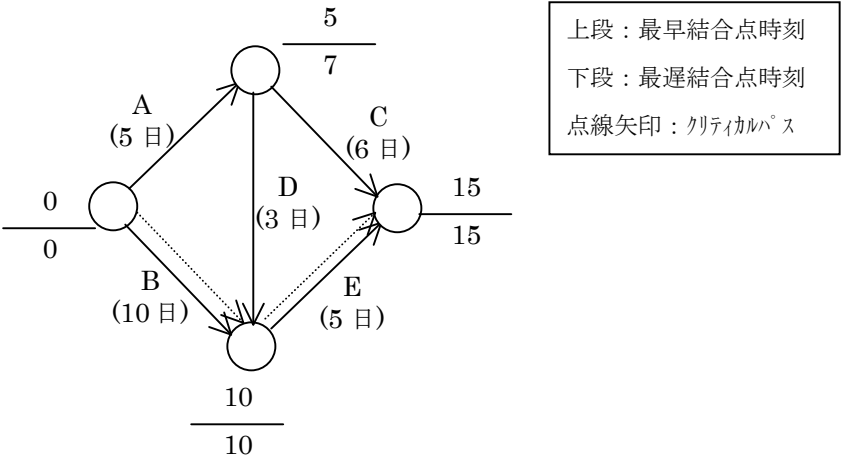 5
7
上段：最早結合点時刻
下段：最遅結合点時刻
点線矢印：ｸﾘﾃｨｶﾙﾊﾟｽ
A
(5 日)
C
(6 日)
D
(3 日)
0
0
15
15
B
(10 日)
E
(5 日)
10
10